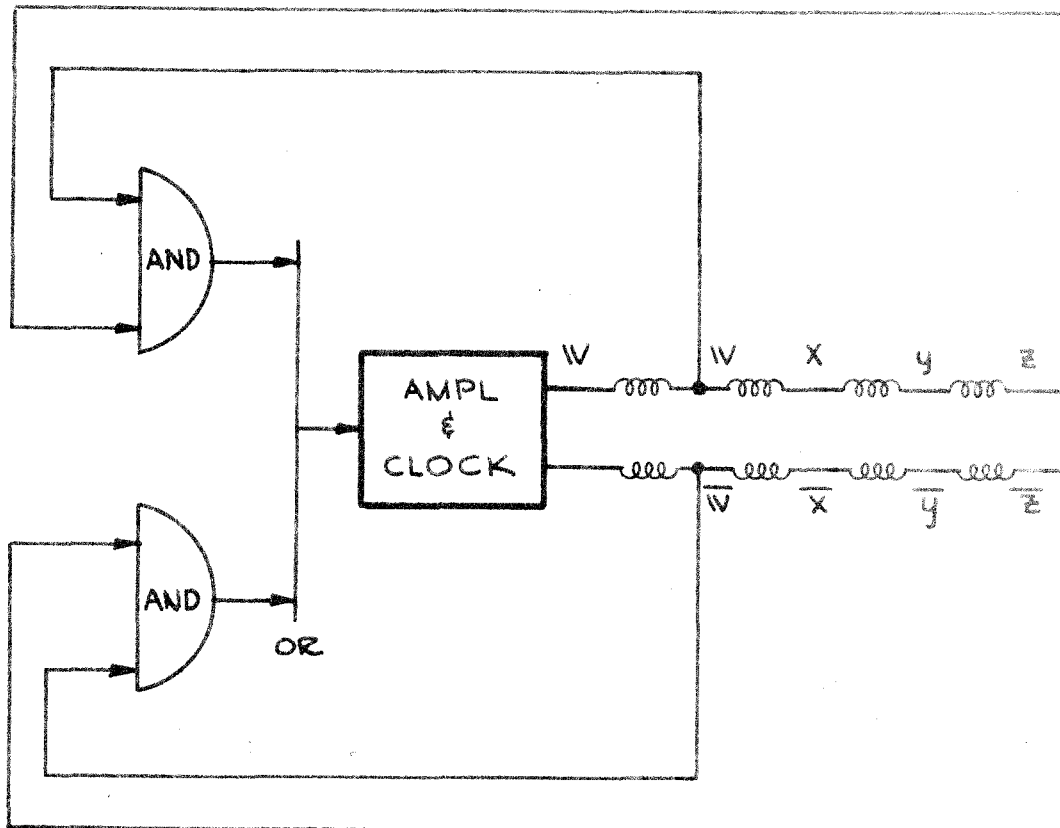 AND
AMPL
&
CLOCK
W W X y z
W̅ X̅ y̅ z̅
AND
OR